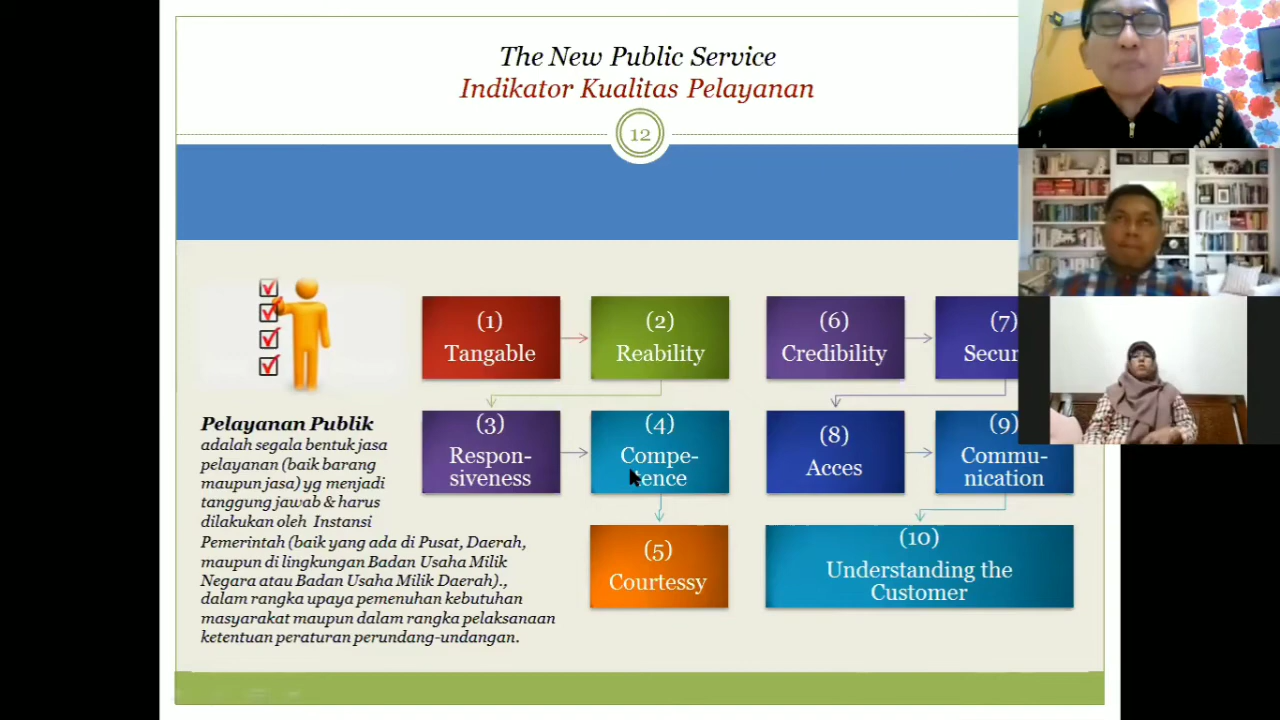 The New Public Service
Indikator Kualitas Pelayanan
12
(1)
Tangable
(2)
Reability
(3)
Respon-
siveness
(4)
Compe-
ence
(5)
Courtessy
(6)
Credibility
(7)
Secur
(8)
Acces
(9)
Commu-
nication
(10)
Understanding the
Customer
Pelayanan Publik
adalah segala bentuk jasa
pelayanan (baik barang
maupun jasa) yg menjadi
tanggung jawab & harus
dilakukan oleh Instansi
Pemerintah (baik yang ada di Pusat, Daerah,
maupun di lingkungan Badan Usaha Milik
Negara atau Badan Usaha Milik Daerah).,
dalam rangka upaya pemenuhan kebutuhan
masyarakat maupun dalam rangka pelaksanaan
ketentuan peraturan perundang-undangan.